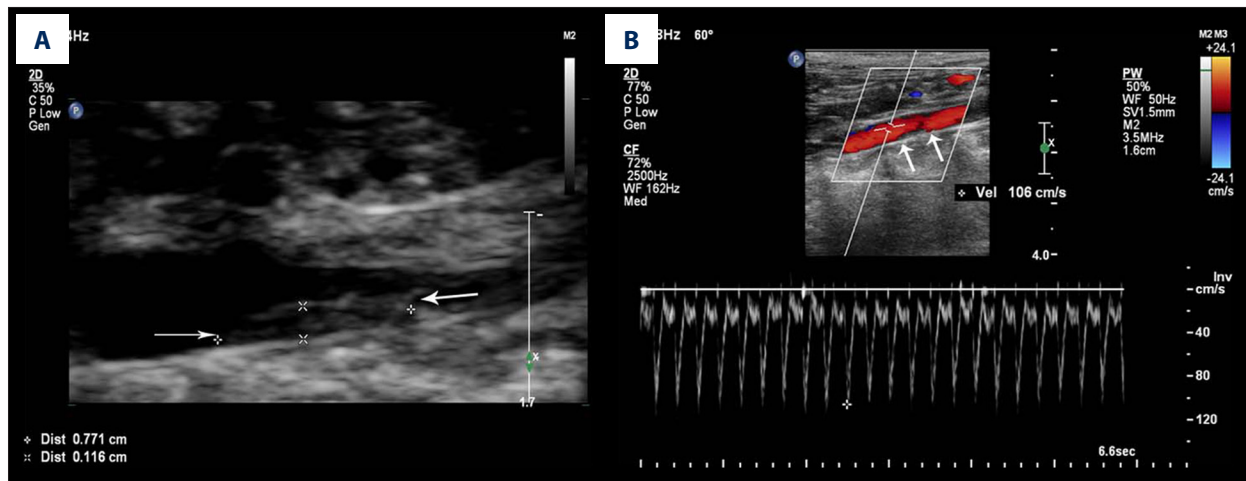 A
4Hz
M2
2D
35%
C 50
P Low
Gen
P
x
1.7
Dist 0.771 cm
Dist 0.116 cm
B
3Hz 60°
M2 M3
+24.1
-24.1
cm/s
2D
77%
C 50
P Low
Gen
CF
72%
2500Hz
WF 162Hz
Med
P
x
4.0
PW
50%
WF 50Hz
SV1.5mm
M2
3.5MHz
1.6cm
Vel 106 cm/s
Inv
cm/s
-40
-80
-120
6.6sec